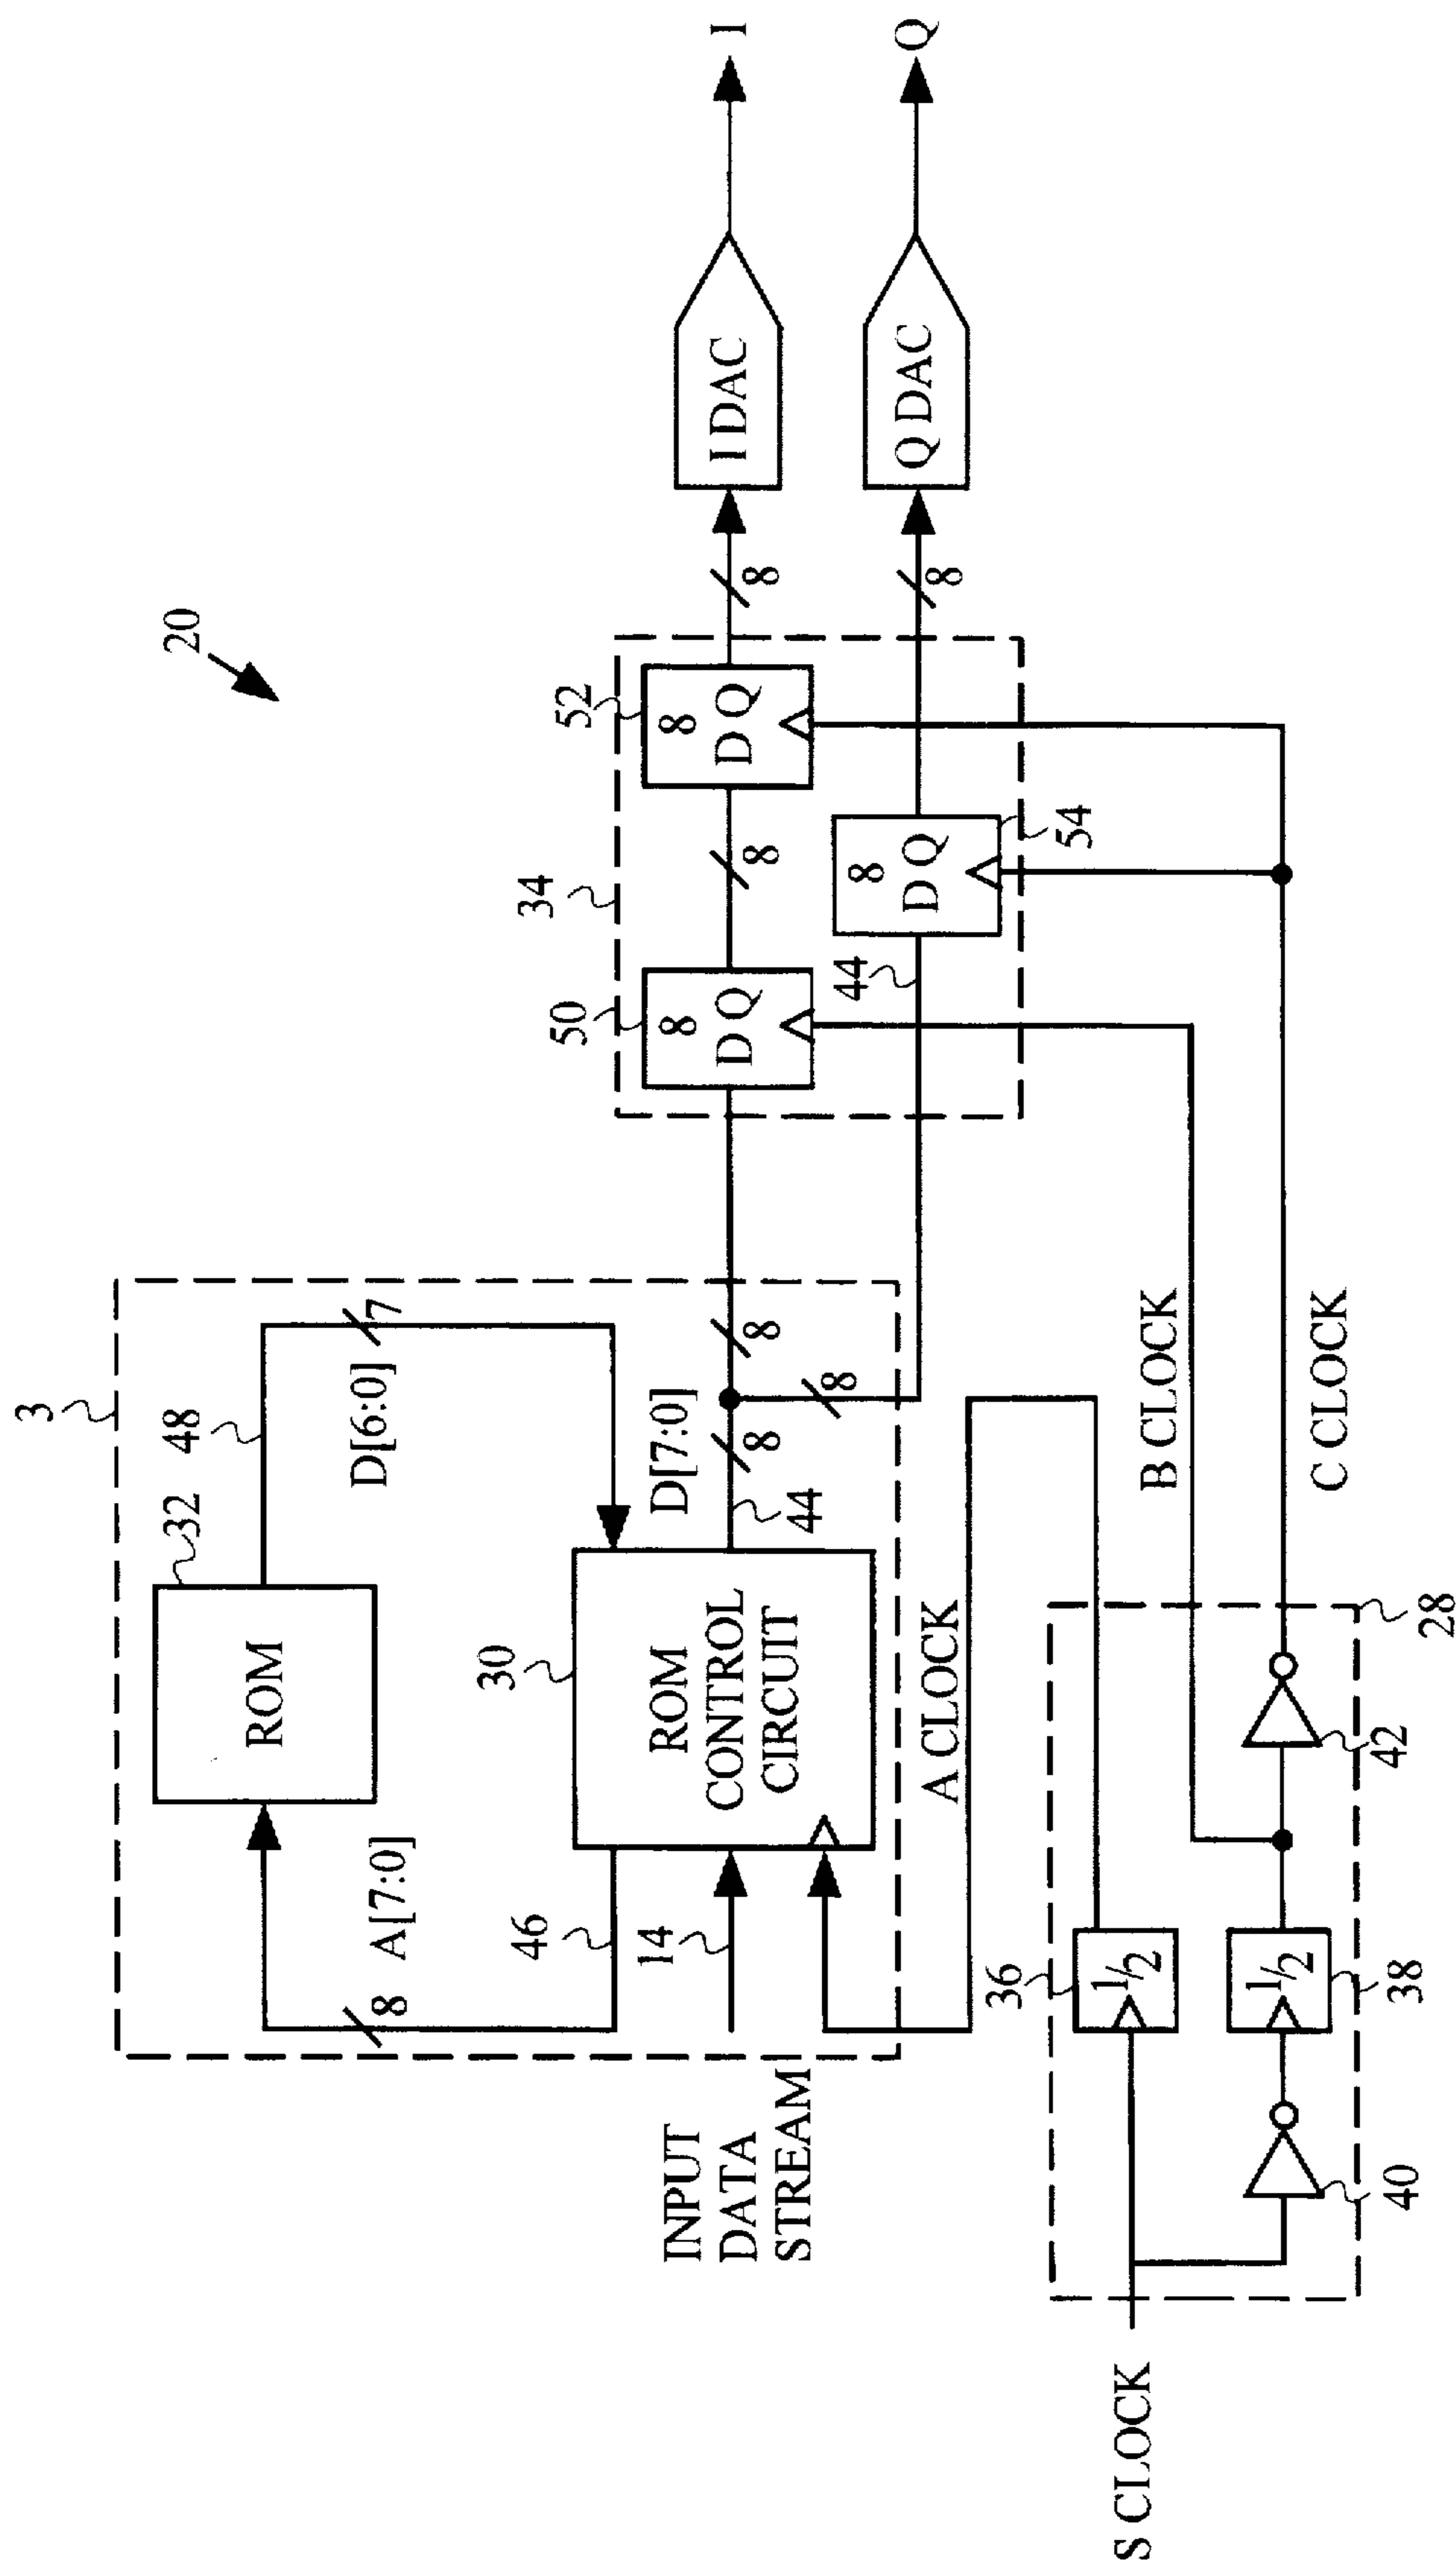 20
3
32
48
ROM
D[6:0]
7
A[7:0]
8
46
30
ROM
CONTROL
CIRCUIT
D[7:0]
8
44
8
8
INPUT
DATA
STREAM
14
34
50
8
D Q
8
52
8
D Q
8
I DAC
I
44
8
D Q
54
8
Q DAC
Q
A CLOCK
B CLOCK
C CLOCK
S CLOCK
36
1/2
40
1/2
38
42
28